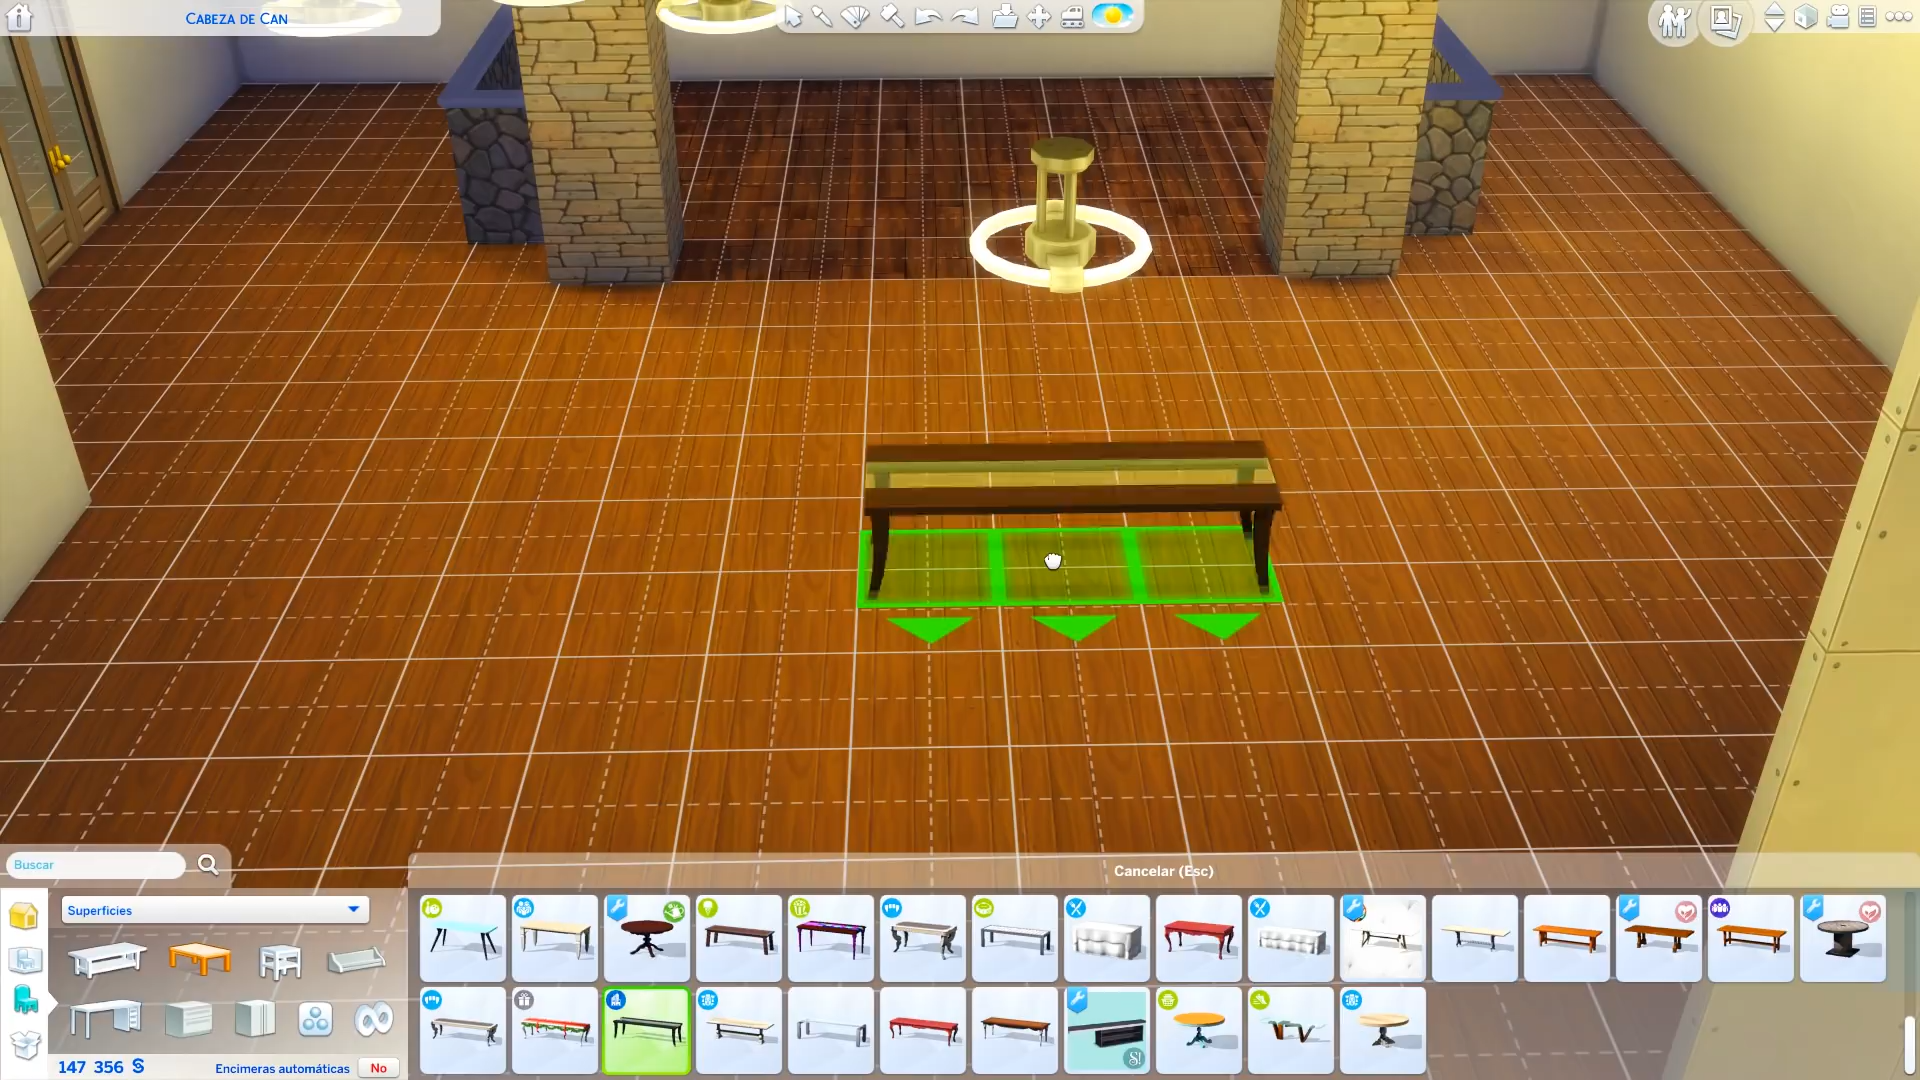 CABEZA DE CAN
Buscar
Cancelar (Esc)
Superficies
147 356 S
Encimeras automáticas
No
S!